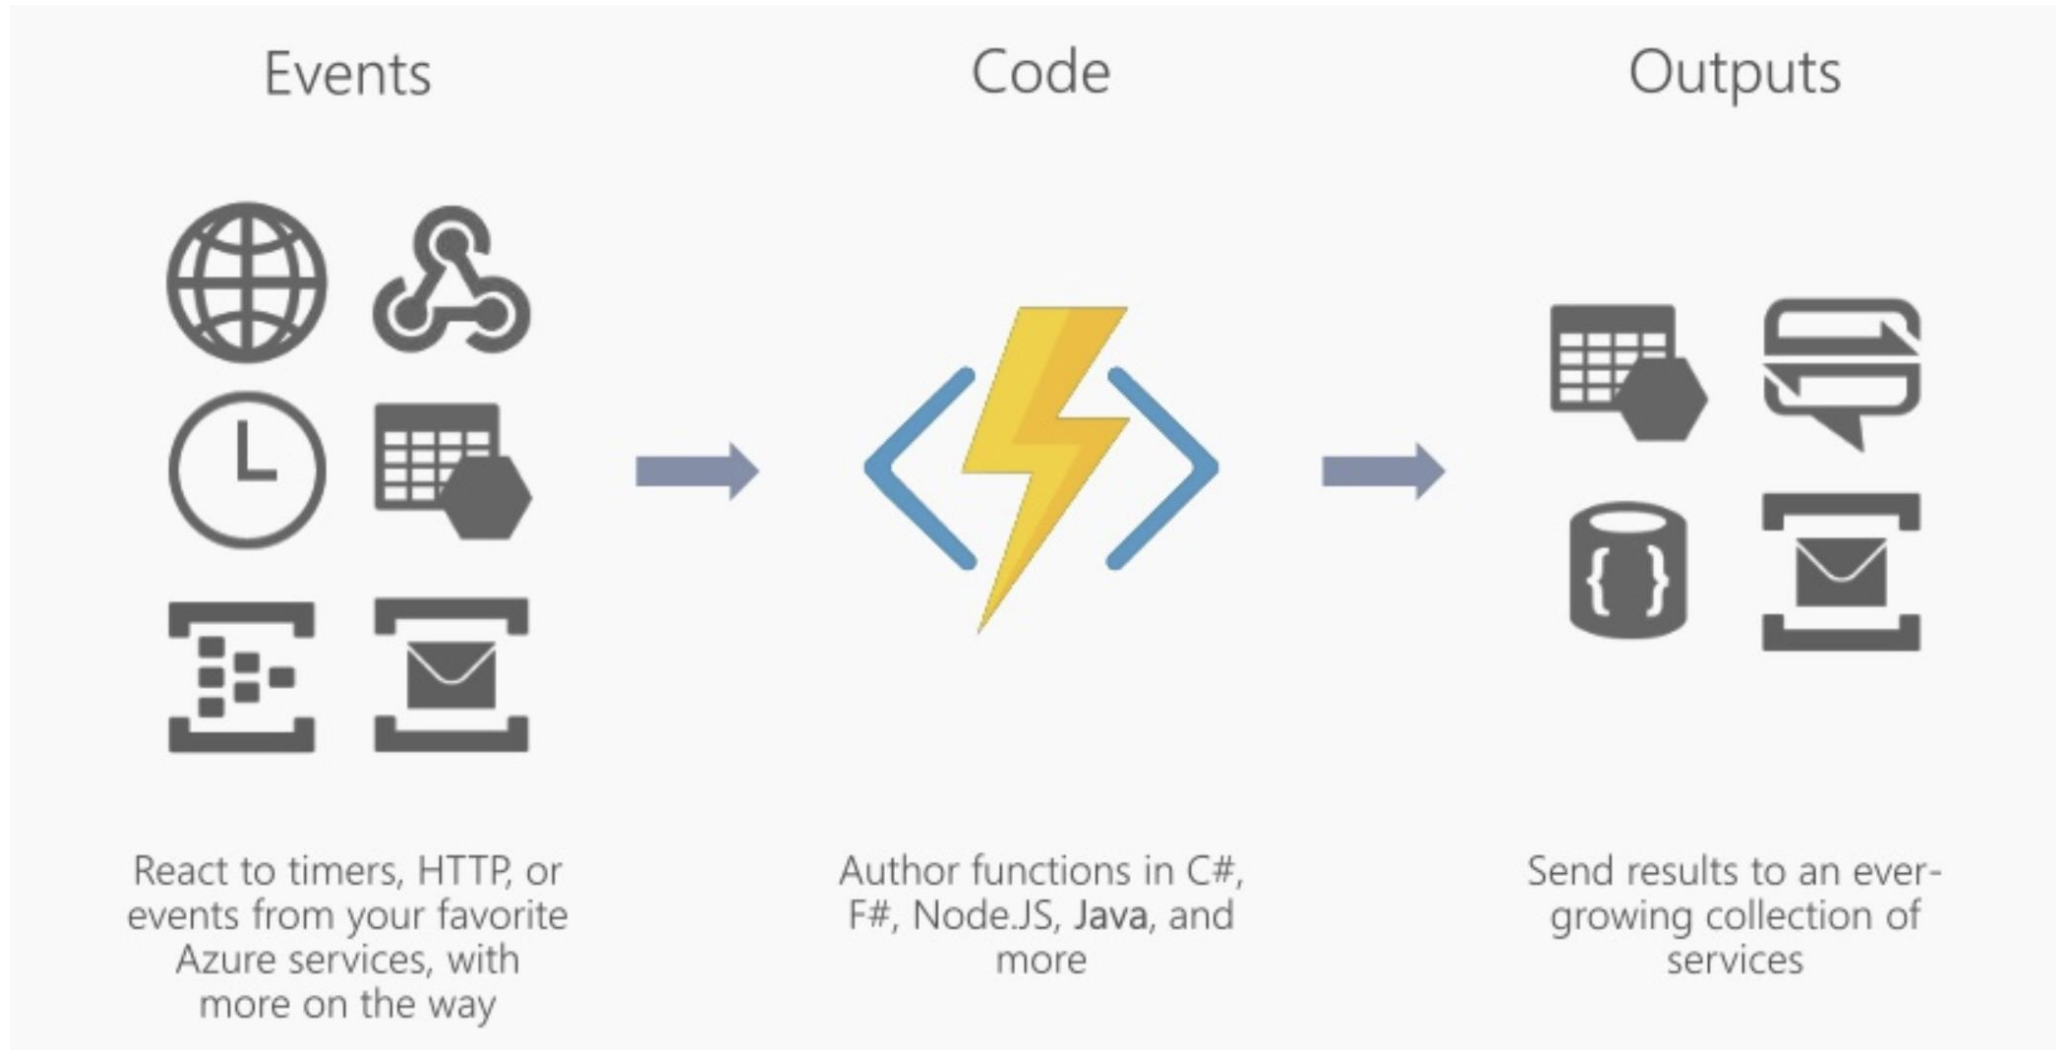 Events
Code
Outputs
React to timers, HTTP, or
events from your favorite
Azure services, with
more on the way
Author functions in C#,
F#, Node.JS, Java, and
more
Send results to an ever-
growing collection of
services